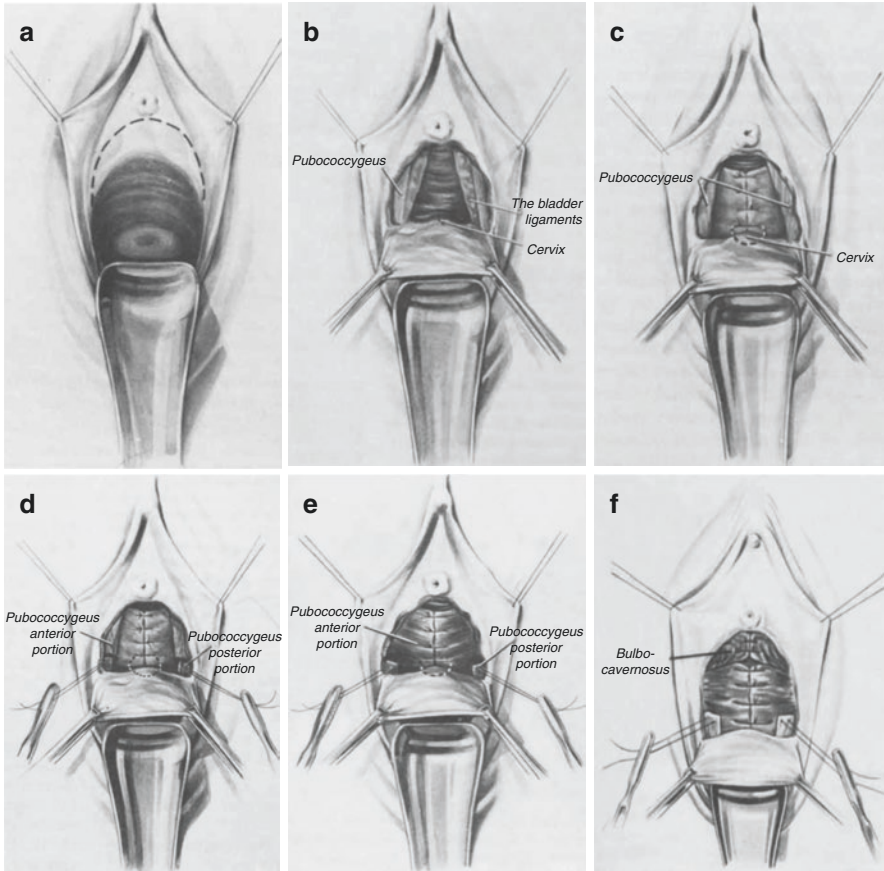 a
b
Pubococcygeus
The bladder
ligaments
Cervix
c
Pubococcygeus
Cervix
d
Pubococcygeus
anterior
portion
Pubococcygeus
posterior
portion
e
Pubococcygeus
anterior
portion
Pubococcygeus
posterior
portion
f
Bulbo-
cavernosus